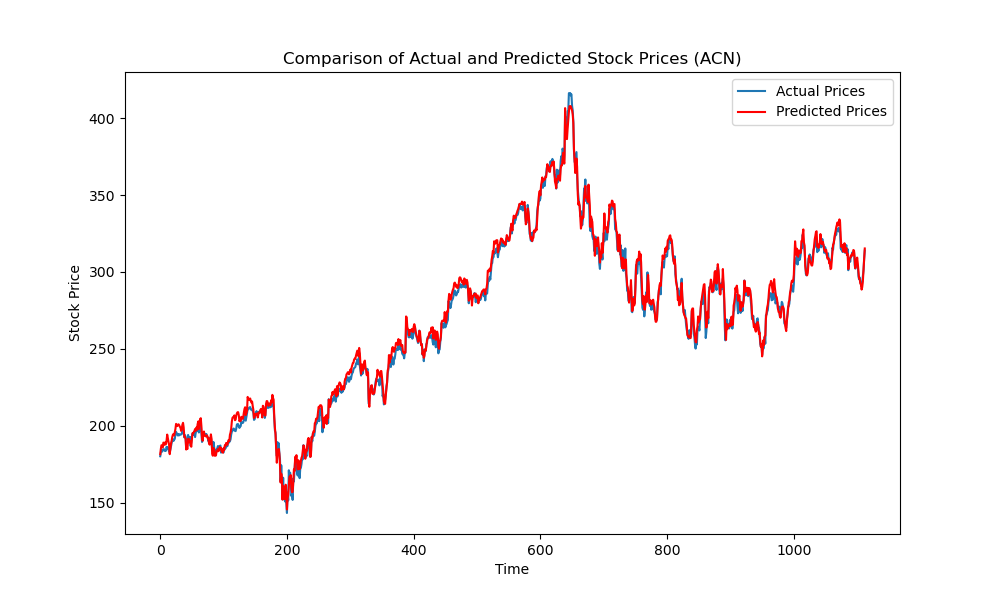 Comparison of Actual and Predicted Stock Prices (ACN)
Actual Prices
Predicted Prices
Stock Price
400
350
300
250
200
150
0 200 400 600 800 1000
Time